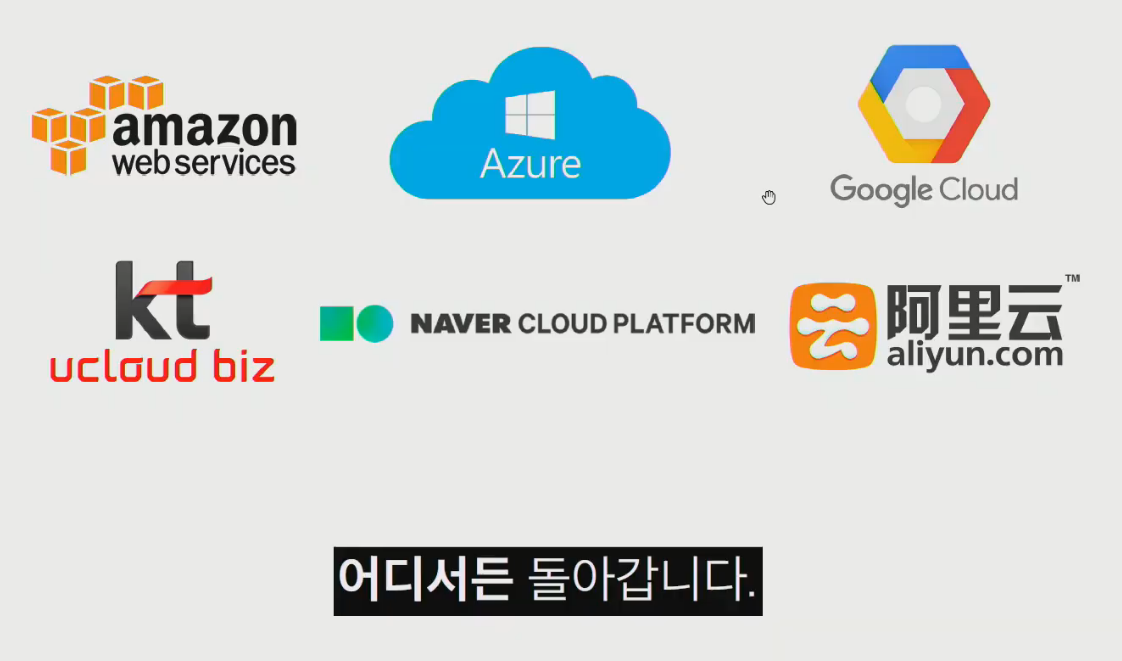 amazon
web services
Azure
Google Cloud
kt
ucloud biz
NAVER CLOUD PLATFORM
阿里云™
aliyun.com
어디서든 돌아갑니다.